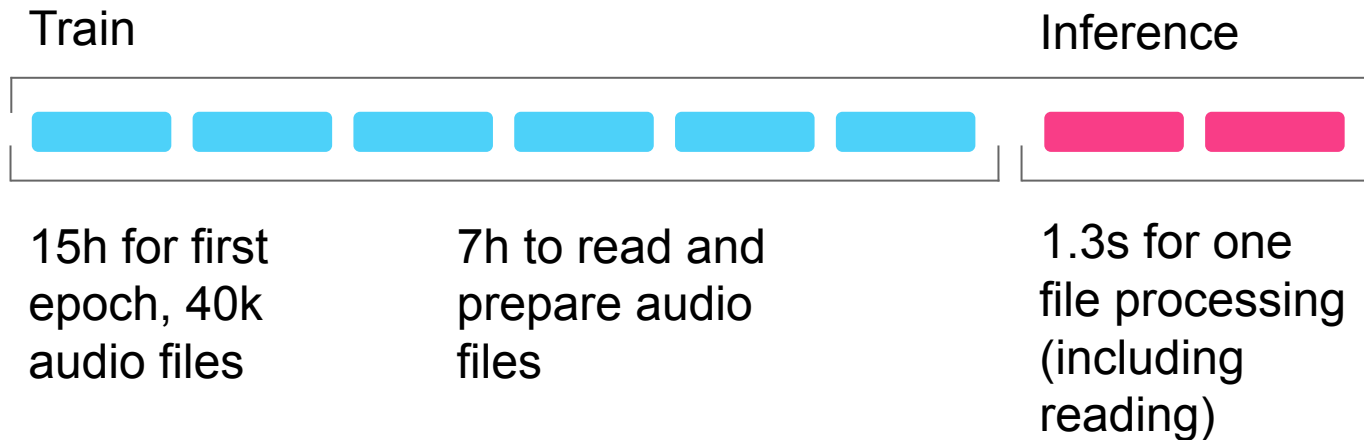 Train
Inference
15h for first
epoch, 40k
audio files
7h to read and
prepare audio
files
1.3s for one
file processing
(including
reading)